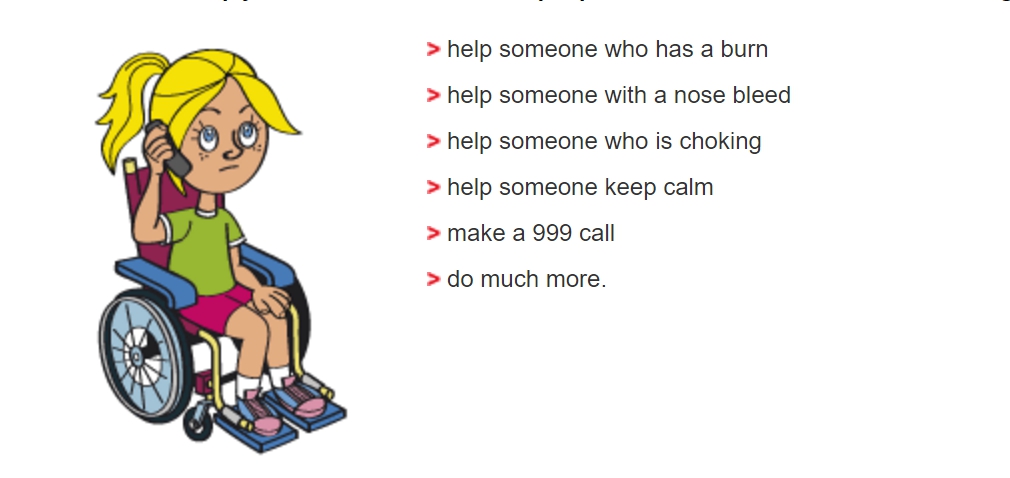 > help someone who has a burn
> help someone with a nose bleed
> help someone who is choking
> help someone keep calm
> make a 999 call
> do much more.